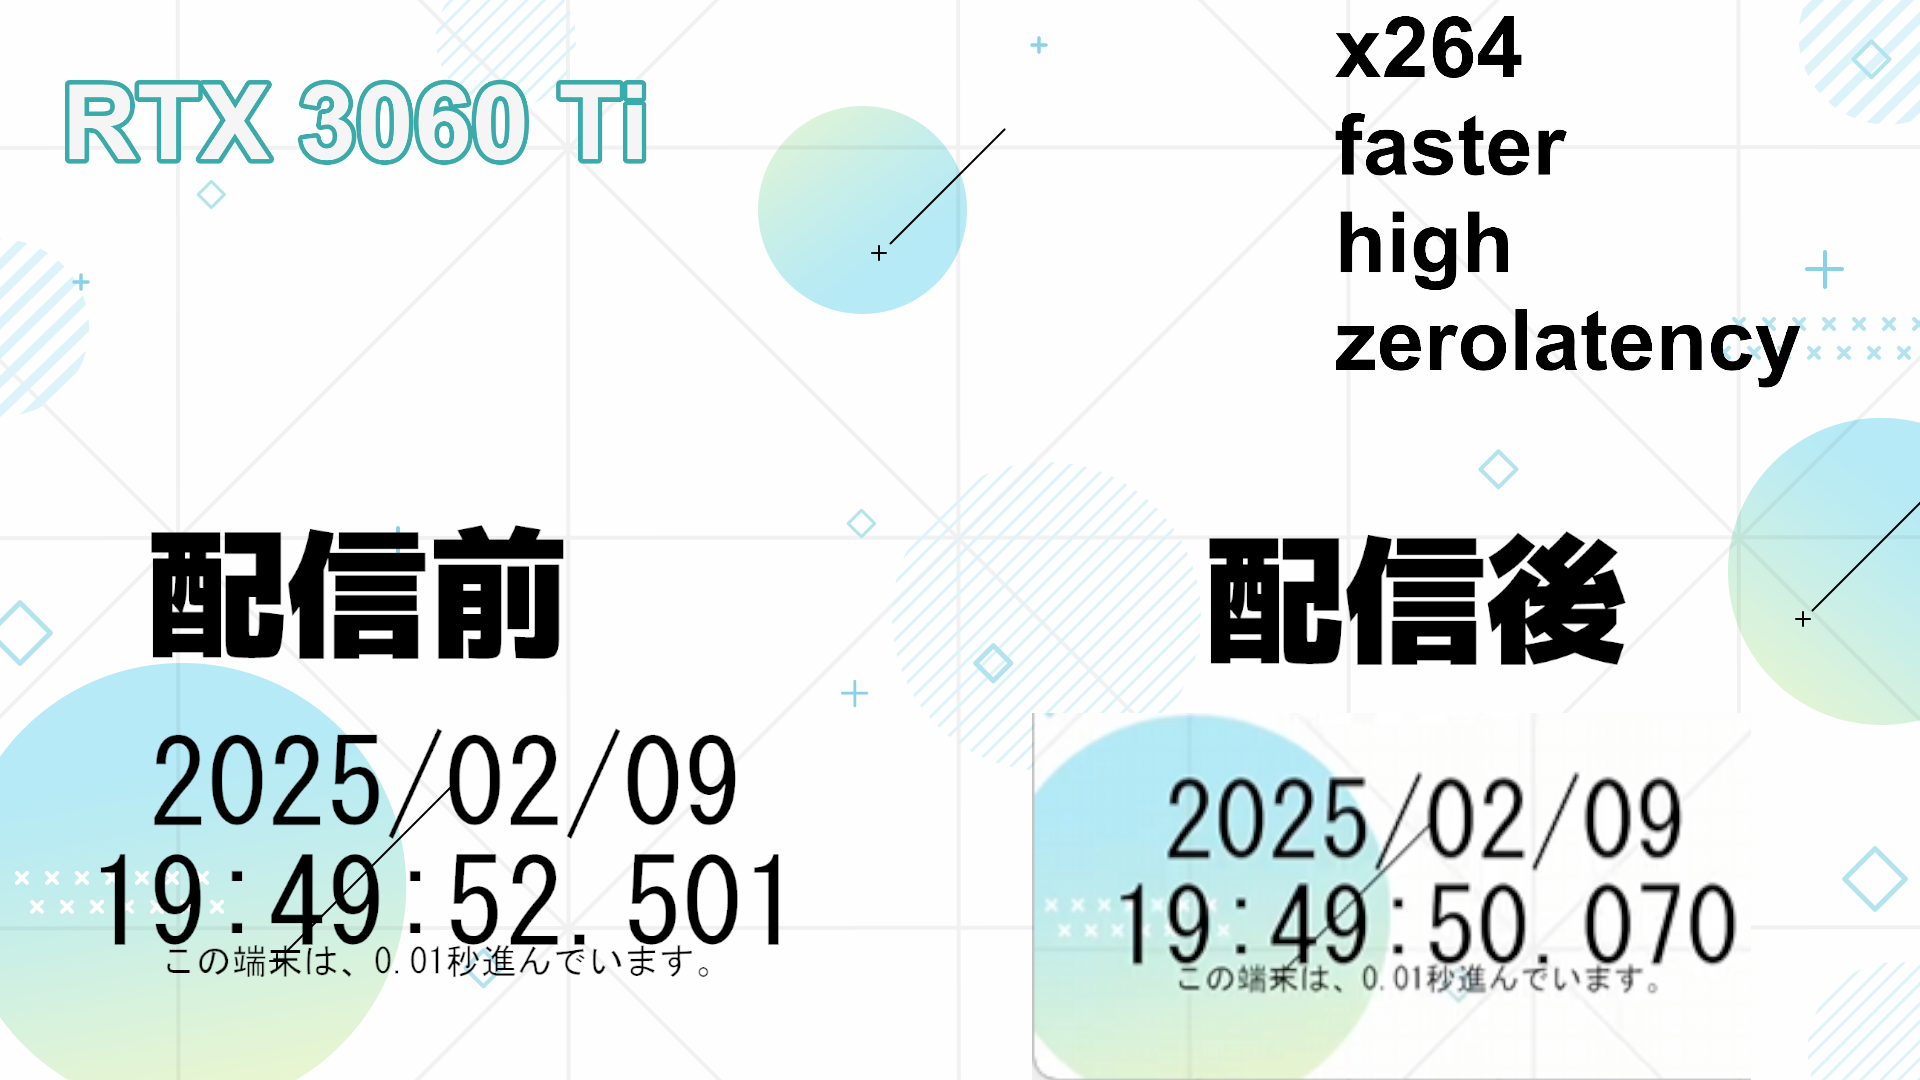 RTX 3060 Ti
x264
faster
high
zerolatency
配信前
2025/02/09
19:49:52.501
この端末は、0.01秒進んでいます。
配信後
2025/02/09
19:49:50.070
この端末は、0.01秒進んでいます。